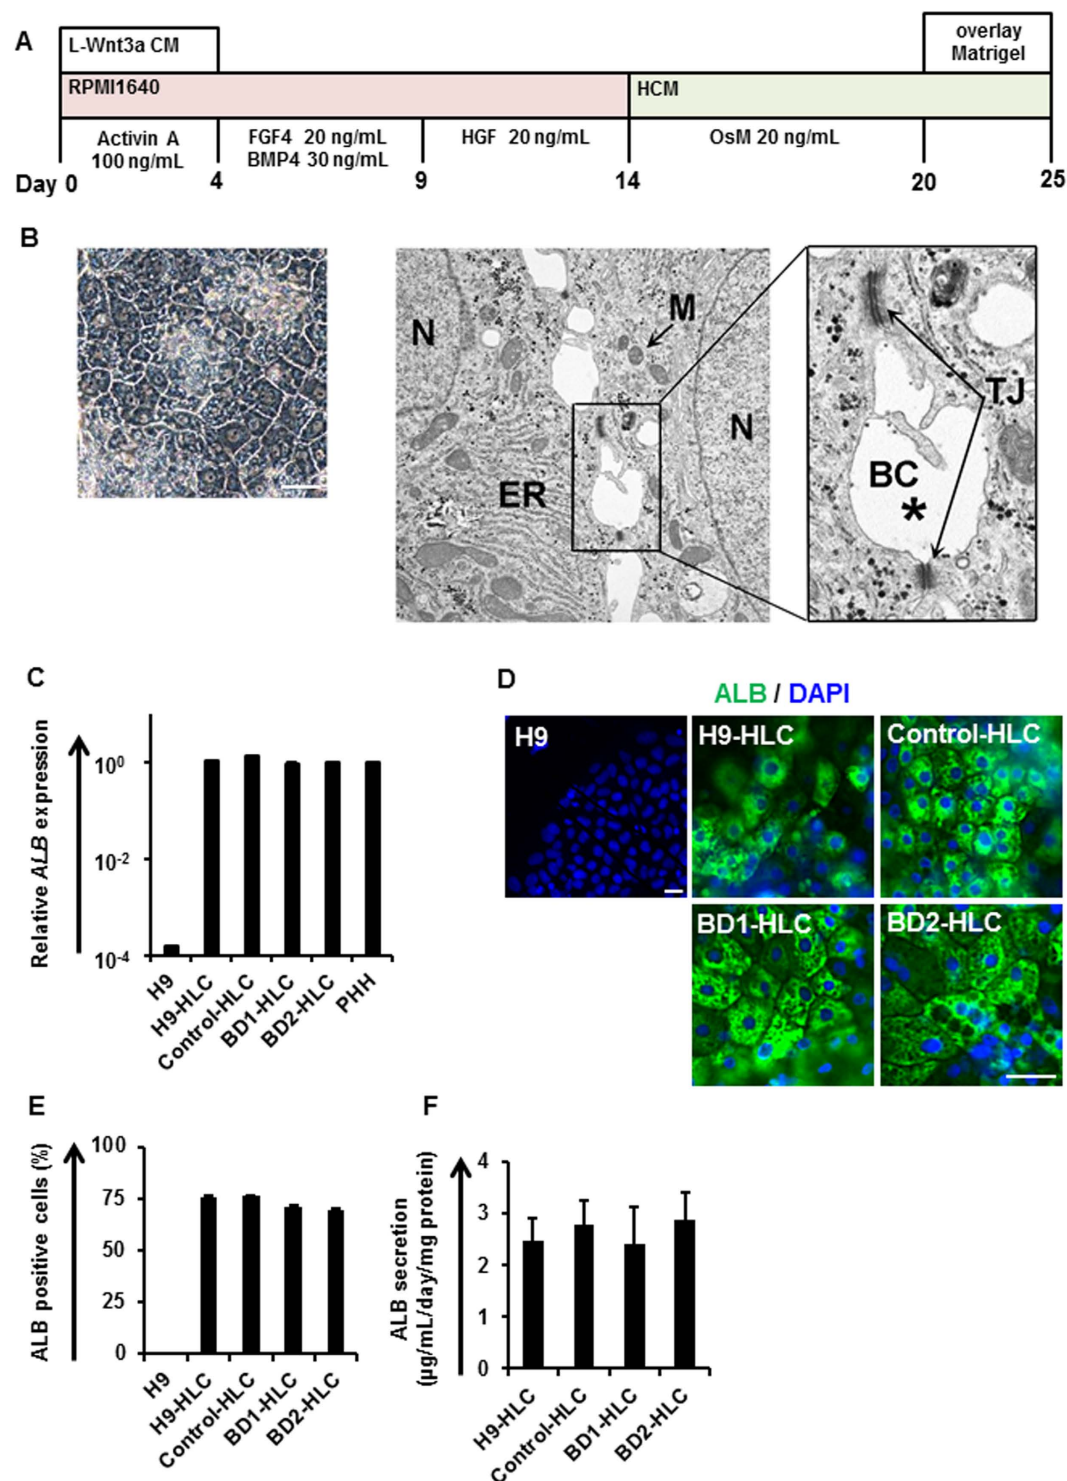 A
L-Wnt3a CM
overlay
Matrigel
RPMI1640
HCM
Activin A
100 ng/mL
FGF4 20 ng/mL
BMP4 30 ng/mL
HGF 20 ng/mL
OsM 20 ng/mL
Day 0 4 9 14 20 25
B
N
M
N
ER
TJ
BC
*
C
Relative ALB expression
10⁰
10⁻²
10⁻⁴
H9
H9-HLC
Control-HLC
BD1-HLC
BD2-HLC
PHH
D
ALB / DAPI
H9
H9-HLC
Control-HLC
BD1-HLC
BD2-HLC
E
ALB positive cells (%)
100
75
50
25
0
H9
H9-HLC
Control-HLC
BD1-HLC
BD2-HLC
F
ALB secretion
(μg/mL/day/mg protein)
4
3
2
1
0
H9-HLC
Control-HLC
BD1-HLC
BD2-HLC